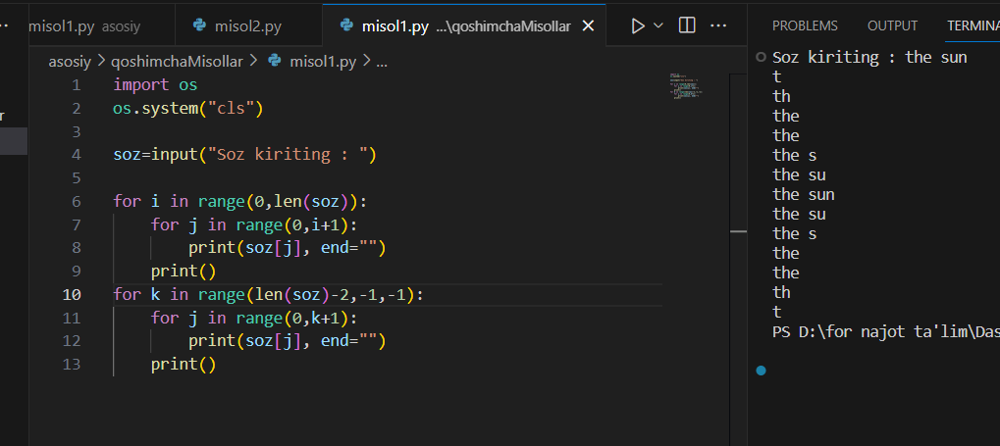 misol1.py asosiy misol2.py misol1.py ...\qoshimchaMisollar
asosiy > qoshimchaMisollar > misol1.py > ...
1 import os
2 os.system("cls")
3
4 soz=input("Soz kiriting : ")
5
6 for i in range(0,len(soz)):
7     for j in range(0,i+1):
8         print(soz[j], end="")
9     print()
10 for k in range(len(soz)-2,-1,-1):
11     for j in range(0,k+1):
12         print(soz[j], end="")
13     print()
PROBLEMS OUTPUT TERMINA
Soz kiriting : the sun
t
th
the
the
the s
the su
the sun
the su
the s
the
the
th
t
PS D:\for najot ta'lim\Das
r